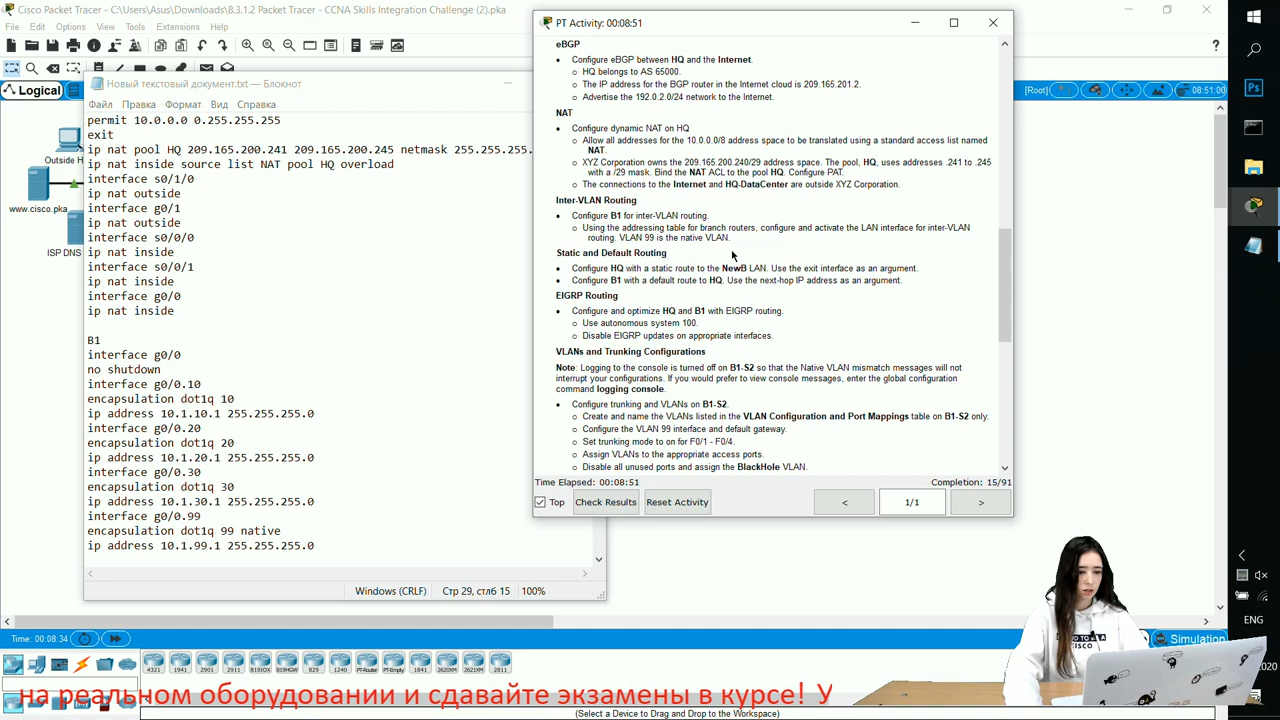 Cisco Packet Tracer - C:\Users\Asus\Downloads\8.3.1.2 Packet Tracer - CCNA Skills Integration Challenge (2).pka
File Edit Options View Tools Extensions Help
Logical
[Root]
08:51:00
Outside H
www.cisco.pka
ISP DNS
Новый текстовый документ.txt — Блокнот
Файл Правка Формат Вид Справка
permit 10.0.0.0 0.255.255.255
exit
ip nat pool HQ 209.165.200.241 209.165.200.245 netmask 255.255.255.
ip nat inside source list NAT pool HQ overload
interface s0/1/0
ip nat outside
interface g0/1
ip nat outside
interface s0/0/0
ip nat inside
interface s0/0/1
ip nat inside
interface g0/0
ip nat inside
B1
interface g0/0
no shutdown
interface g0/0.10
encapsulation dot1q 10
ip address 10.1.10.1 255.255.255.0
interface g0/0.20
encapsulation dot1q 20
ip address 10.1.20.1 255.255.255.0
interface g0/0.30
encapsulation dot1q 30
ip address 10.1.30.1 255.255.255.0
interface g0/0.99
encapsulation dot1q 99 native
ip address 10.1.99.1 255.255.255.0
Windows (CRLF) Стр 29, стлб 15 100%
PT Activity: 00:08:51
eBGP
• Configure eBGP between HQ and the Internet.
o HQ belongs to AS 65000.
o The IP address for the BGP router in the Internet cloud is 209.165.201.2.
o Advertise the 192.0.2.0/24 network to the Internet.
NAT
• Configure dynamic NAT on HQ
o Allow all addresses for the 10.0.0.0/8 address space to be translated using a standard access list named
NAT.
o XYZ Corporation owns the 209.165.200.240/29 address space. The pool, HQ, uses addresses .241 to .245
with a /29 mask. Bind the NAT ACL to the pool HQ. Configure PAT.
o The connections to the Internet and HQ-DataCenter are outside XYZ Corporation.
Inter-VLAN Routing
• Configure B1 for inter-VLAN routing.
o Using the addressing table for branch routers, configure and activate the LAN interface for inter-VLAN
routing. VLAN 99 is the native VLAN.
Static and Default Routing
• Configure HQ with a static route to the NewB LAN. Use the exit interface as an argument.
• Configure B1 with a default route to HQ. Use the next-hop IP address as an argument.
EIGRP Routing
• Configure and optimize HQ and B1 with EIGRP routing.
o Use autonomous system 100.
o Disable EIGRP updates on appropriate interfaces.
VLANs and Trunking Configurations
Note: Logging to the console is turned off on B1-S2 so that the Native VLAN mismatch messages will not
interrupt your configurations. If you would prefer to view console messages, enter the global configuration
command logging console.
• Configure trunking and VLANs on B1-S2.
o Create and name the VLANs listed in the VLAN Configuration and Port Mappings table on B1-S2 only.
o Configure the VLAN 99 interface and default gateway.
o Set trunking mode to on for F0/1 - F0/4.
o Assign VLANs to the appropriate access ports.
o Disable all unused ports and assign the BlackHole VLAN.
Time Elapsed: 00:08:51 Completion: 15/91
Top Check Results Reset Activity < 1/1 >
Time: 00:08:34
Simulation
4321 1941 2901 2911 819IOX 819HGW 829 1240 PT-Router PT-Empty 1841 2620XM 2621XM 2811
на реальном оборудовании и сдавайте экзамены в курсе! У
(Select a Device to Drag and Drop to the Workspace)
Ps
ENG